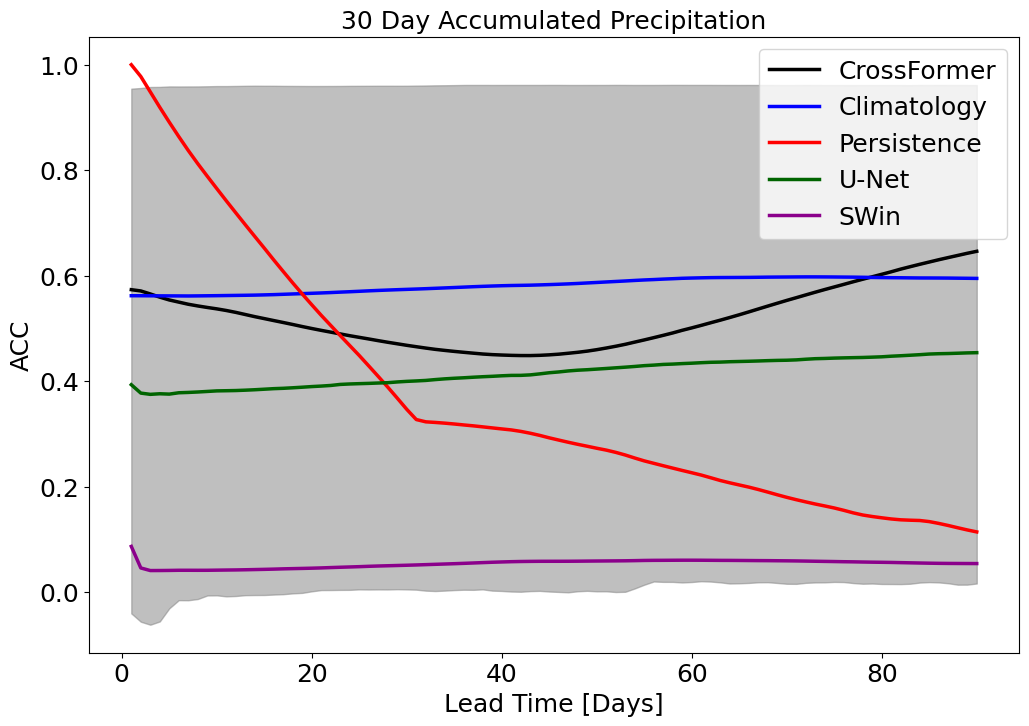 30 Day Accumulated Precipitation
1.0
0.8
0.6
0.4
0.2
0.0
ACC
CrossFormer
Climatology
Persistence
U-Net
SWin
0 20 40 60 80
Lead Time [Days]